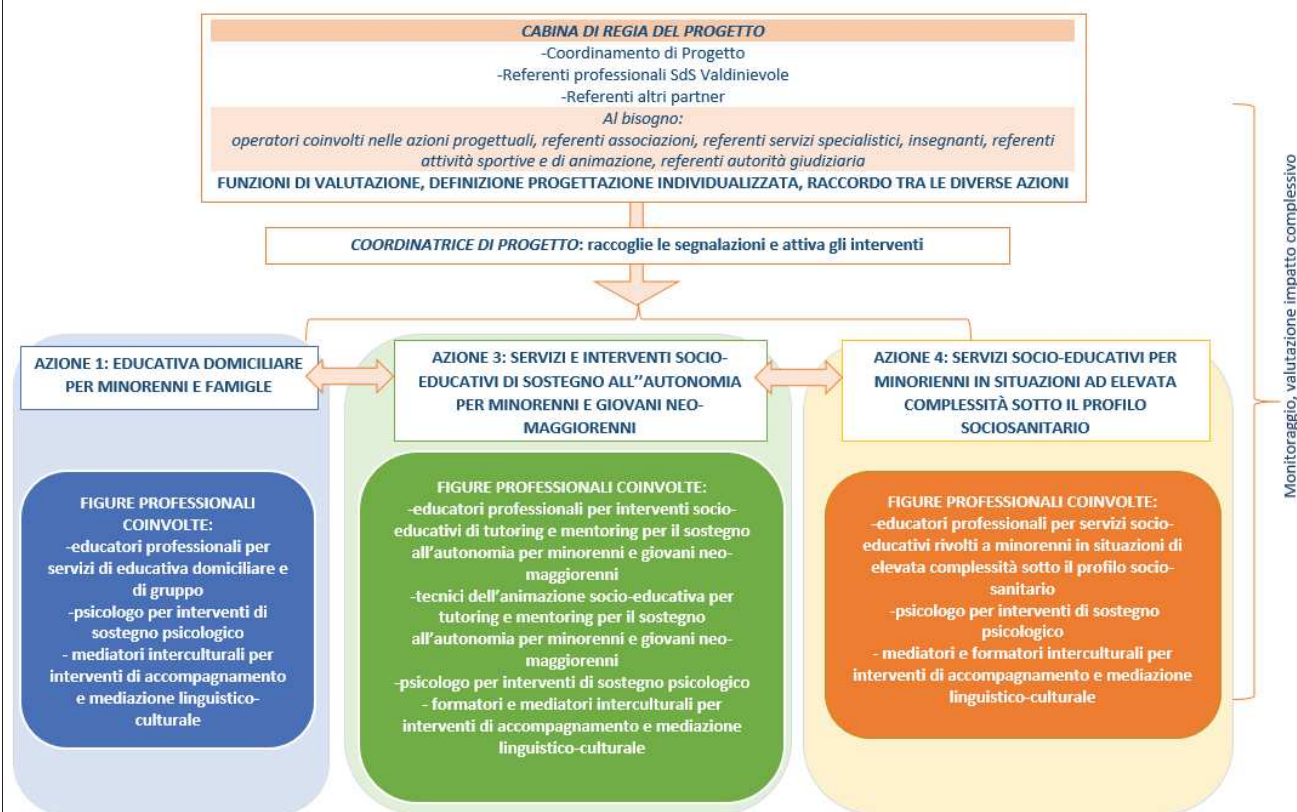 CABINA DI REGIA DEL PROGETTO
-Coordinamento di Progetto
-Referenti professionali SdS Valdinievole
-Referenti altri partner
Al bisogno:
operatori coinvolti nelle azioni progettuali, referenti associazioni, referenti servizi specialistici, insegnanti, referenti
attività sportive e di animazione, referenti autorità giudiziaria
FUNZIONI DI VALUTAZIONE, DEFINIZIONE PROGETTAZIONE INDIVIDUALIZZATA, RACCORDO TRA LE DIVERSE AZIONI
COORDINATRICE DI PROGETTO: raccoglie le segnalazioni e attiva gli interventi
AZIONE 1: EDUCATIVA DOMICILIARE
PER MINORENNI E FAMIGLE
FIGURE PROFESSIONALI
COINVOLTE:
-educatori professionali per
servizi di educativa domiciliare e
di gruppo
-psicologo per interventi di
sostegno psicologico
- mediatori interculturali per
interventi di accompagnamento
e mediazione linguistico-
culturale
AZIONE 3: SERVIZI E INTERVENTI SOCIO-
EDUCATIVI DI SOSTEGNO ALL’’AUTONOMIA
PER MINORENNI E GIOVANI NEO-
MAGGIORENNI
FIGURE PROFESSIONALI COINVOLTE:
-educatori professionali per interventi socio-
educativi di tutoring e mentoring per il sostegno
all’autonomia per minorenni e giovani neo-
maggiorenni
-tecnici dell’animazione socio-educativa per
tutoring e mentoring per il sostegno
all’autonomia per minorenni e giovani neo-
maggiorenni
-psicologo per interventi di sostegno psicologico
- formatori e mediatori interculturali per
interventi di accompagnamento e mediazione
linguistico-culturale
AZIONE 4: SERVIZI SOCIO-EDUCATIVI PER
MINORIENNI IN SITUAZIONI AD ELEVATA
COMPLESSITÀ SOTTO IL PROFILO
SOCIOSANITARIO
FIGURE PROFESSIONALI COINVOLTE:
-educatori professionali per servizi socio-
educativi rivolti a minorenni in situazioni di
elevata complessità sotto il profilo socio-
sanitario
-psicologo per interventi di sostegno
psicologico
- mediatori e formatori interculturali per
interventi di accompagnamento e mediazione
linguistico-culturale
Monitoraggio, valutazione impatto complessivo